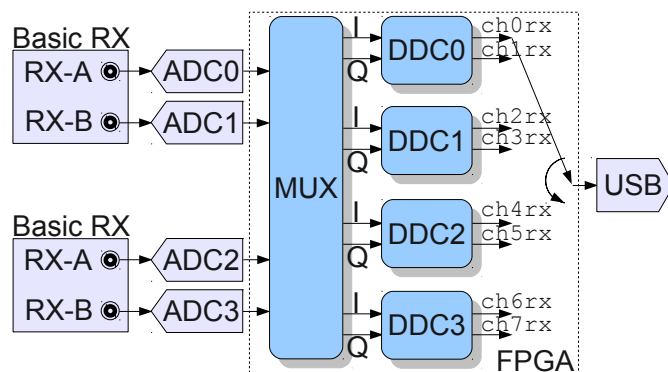 Basic RX
RX-A
RX-B
ADC0
ADC1
Basic RX
RX-A
RX-B
ADC2
ADC3
MUX
I
Q
I
Q
I
Q
I
Q
DDC0
DDC1
DDC2
DDC3
ch0rx
ch1rx
ch2rx
ch3rx
ch4rx
ch5rx
ch6rx
ch7rx
FPGA
USB